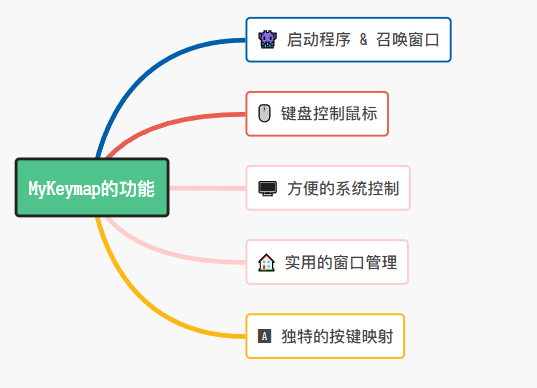 启动程序 & 召唤窗口
键盘控制鼠标
MyKeymap的功能
方便的系统控制
实用的窗口管理
A 独特的按键映射